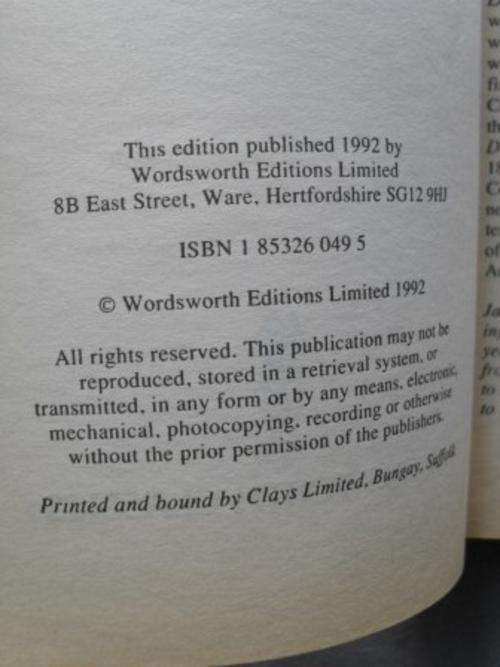 This edition published 1992 by
Wordsworth Editions Limited
8B East Street, Ware, Hertfordshire SG12 9HJ
ISBN 1 85326 049 5
© Wordsworth Editions Limited 1992
All rights reserved. This publication may not be
reproduced, stored in a retrieval system, or
transmitted, in any form or by any means, electronic,
mechanical, photocopying, recording or otherwise
without the prior permission of the publishers.
Printed and bound by Clays Limited, Bungay, Suffolk